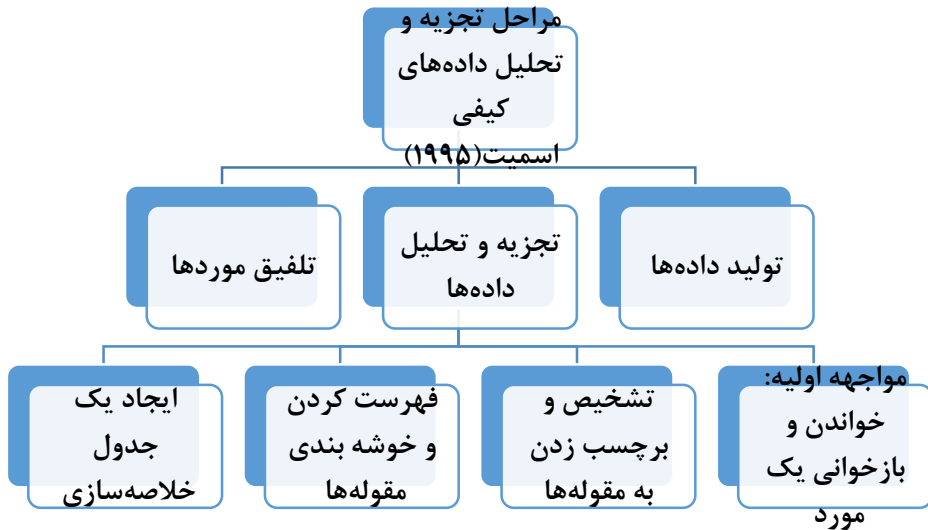 مراحل تجزیه و
تحلیل داده‌های
کیفی
اسمیت(۱۹۹۵)
تولید داده‌ها
تجزیه و تحلیل
داده‌ها
تلفیق موردها
مواجهه اولیه:
خواندن و
بازخوانی یک
مورد
تشخیص و
برچسب زدن
به مقوله‌ها
فهرست کردن
و خوشه بندی
مقوله‌ها
ایجاد یک
جدول
خلاصه‌سازی